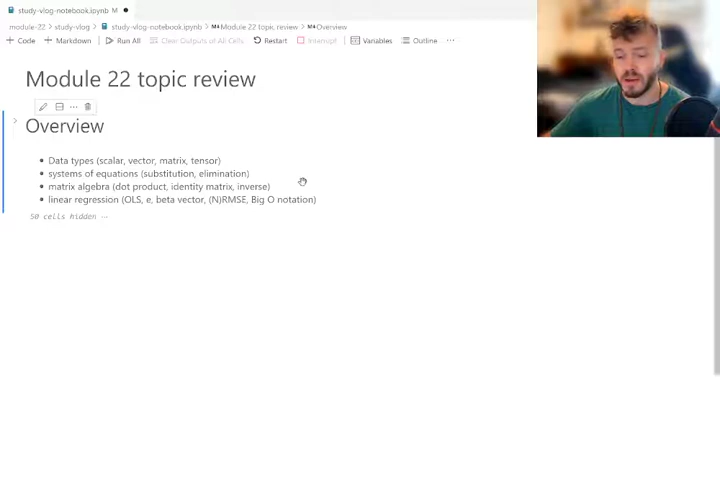 study-vlog-notebook.ipynb M
module-22 > study-vlog > study-vlog-notebook.ipynb > M↓Module 22 topic review > M↓Overview
+ Code + Markdown | Run All Clear Outputs of All Cells Restart Interrupt | Variables Outline ...
Module 22 topic review
Overview
• Data types (scalar, vector, matrix, tensor)
• systems of equations (substitution, elimination)
• matrix algebra (dot product, identity matrix, inverse)
• linear regression (OLS, e, beta vector, (N)RMSE, Big O notation)
50 cells hidden ...